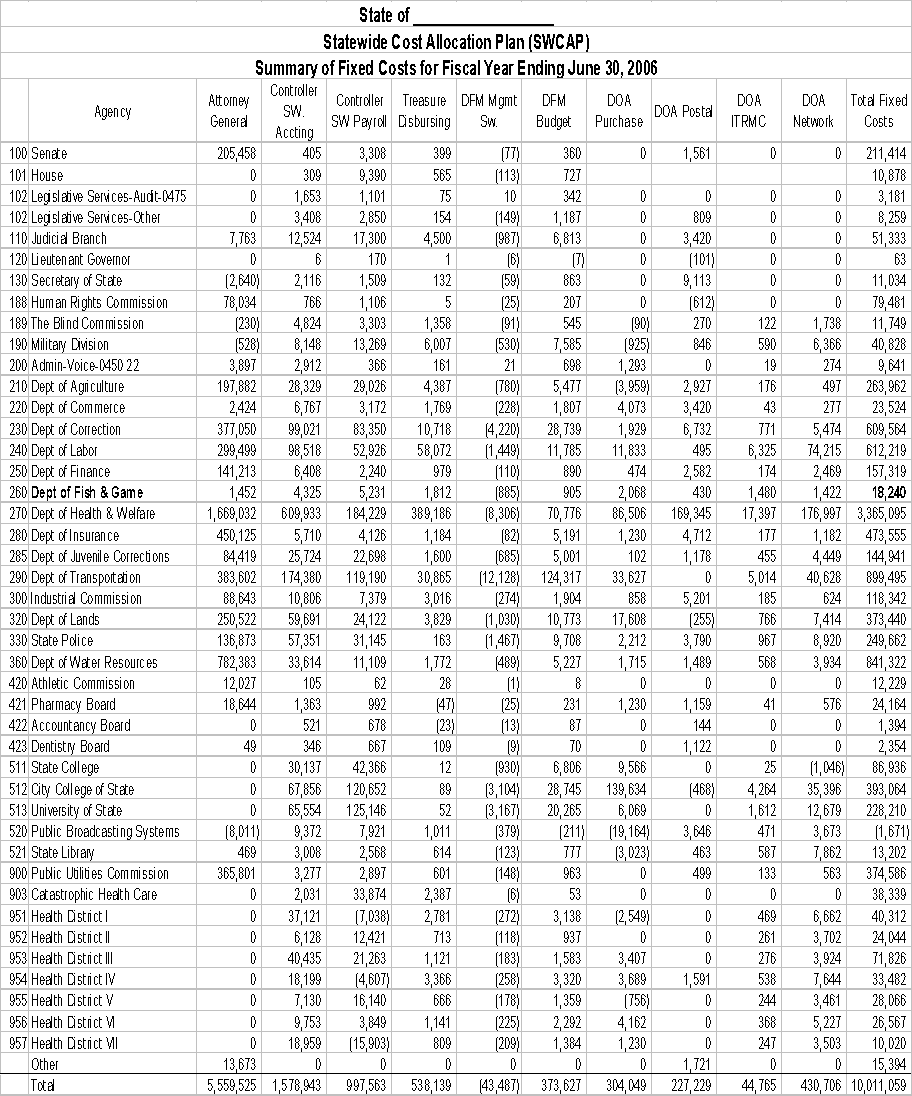 State of _______________
Statewide Cost Allocation Plan (SWCAP)
Summary of Fixed Costs for Fiscal Year Ending June 30, 2006
Agency Attorney General Controller SW. Accting Controller SW Payroll Treasure Disbursing DFM Mgmt Sw. DFM Budget DOA Purchase DOA Postal DOA ITRMC DOA Network Total Fixed Costs
100 Senate 205,458 405 3,308 399 (77) 360 0 1,561 0 0 211,414
101 House 0 309 9,390 565 (113) 727 10,878
102 Legislative Services-Audit-0475 0 1,653 1,101 75 10 342 0 0 0 0 3,181
102 Legislative Services-Other 0 3,408 2,850 154 (149) 1,187 0 809 0 0 8,259
110 Judicial Branch 7,763 12,524 17,300 4,500 (987) 6,813 0 3,420 0 0 51,333
120 Lieutenant Governor 0 6 170 1 (6) (7) 0 (101) 0 0 63
130 Secretary of State (2,640) 2,116 1,509 132 (59) 863 0 9,113 0 0 11,034
188 Human Rights Commission 78,034 766 1,106 5 (25) 207 0 (612) 0 0 79,481
189 The Blind Commission (230) 4,824 3,303 1,358 (91) 545 (90) 270 122 1,738 11,749
190 Military Division (528) 8,148 13,269 6,007 (530) 7,585 (925) 846 590 6,366 40,828
200 Admin-Voice-0450 22 3,897 2,912 366 161 21 698 1,293 0 19 274 9,641
210 Dept of Agriculture 197,882 28,329 29,026 4,387 (780) 5,477 (3,959) 2,927 176 497 263,962
220 Dept of Commerce 2,424 6,767 3,172 1,769 (228) 1,807 4,073 3,420 43 277 23,524
230 Dept of Correction 377,050 99,021 83,350 10,718 (4,220) 28,739 1,929 6,732 771 5,474 609,564
240 Dept of Labor 299,499 98,518 52,926 58,072 (1,449) 11,785 11,833 495 6,325 74,215 612,219
250 Dept of Finance 141,213 6,408 2,240 979 (110) 890 474 2,582 174 2,469 157,319
260 Dept of Fish & Game 1,452 4,325 5,231 1,812 (885) 905 2,068 430 1,480 1,422 18,240
270 Dept of Health & Welfare 1,669,032 609,933 184,229 389,186 (8,306) 70,776 86,506 169,345 17,397 176,997 3,365,095
280 Dept of Insurance 450,125 5,710 4,126 1,184 (82) 5,191 1,230 4,712 177 1,182 473,555
285 Dept of Juvenile Corrections 84,419 25,724 22,698 1,600 (685) 5,001 102 1,178 455 4,449 144,941
290 Dept of Transportation 383,602 174,380 119,190 30,865 (12,128) 124,317 33,627 0 5,014 40,628 899,495
300 Industrial Commission 88,643 10,806 7,379 3,016 (274) 1,904 858 5,201 185 624 118,342
320 Dept of Lands 250,522 59,691 24,122 3,829 (1,030) 10,773 17,608 (255) 766 7,414 373,440
330 State Police 136,873 57,351 31,145 163 (1,467) 9,708 2,212 3,790 967 8,920 249,662
360 Dept of Water Resources 782,383 33,614 11,109 1,772 (489) 5,227 1,715 1,489 568 3,934 841,322
420 Athletic Commission 12,027 105 62 28 (1) 8 0 0 0 0 12,229
421 Pharmacy Board 18,644 1,363 992 (47) (25) 231 1,230 1,159 41 576 24,164
422 Accountancy Board 0 521 678 (23) (13) 87 0 144 0 0 1,394
423 Dentistry Board 49 346 667 109 (9) 70 0 1,122 0 0 2,354
511 State College 0 30,137 42,366 12 (930) 6,806 9,566 0 25 (1,046) 86,936
512 City College of State 0 67,856 120,652 89 (3,104) 28,745 139,634 (468) 4,264 35,396 393,064
513 University of State 0 65,554 125,146 52 (3,167) 20,265 6,069 0 1,612 12,679 228,210
520 Public Broadcasting Systems (8,011) 9,372 7,921 1,011 (379) (211) (19,164) 3,646 471 3,673 (1,671)
521 State Library 469 3,008 2,568 614 (123) 777 (3,023) 463 587 7,862 13,202
900 Public Utilities Commission 365,801 3,277 2,897 601 (148) 963 0 499 133 563 374,586
903 Catastrophic Health Care 0 2,031 33,874 2,387 (6) 53 0 0 0 0 38,339
951 Health District I 0 37,121 (7,038) 2,781 (272) 3,138 (2,549) 0 469 6,662 40,312
952 Health District II 0 6,128 12,421 713 (118) 937 0 0 261 3,702 24,044
953 Health District III 0 40,435 21,263 1,121 (183) 1,583 3,407 0 276 3,924 71,826
954 Health District IV 0 18,199 (4,607) 3,366 (258) 3,320 3,689 1,591 538 7,644 33,482
955 Health District V 0 7,130 16,140 666 (178) 1,359 (756) 0 244 3,461 28,066
956 Health District VI 0 9,753 3,849 1,141 (225) 2,292 4,162 0 368 5,227 26,567
957 Health District VII 0 18,959 (15,903) 809 (209) 1,384 1,230 0 247 3,503 10,020
Other 13,673 0 0 0 0 0 0 1,721 0 0 15,394
Total 5,559,525 1,578,943 997,563 538,139 (43,487) 373,627 304,049 227,229 44,765 430,706 10,011,059